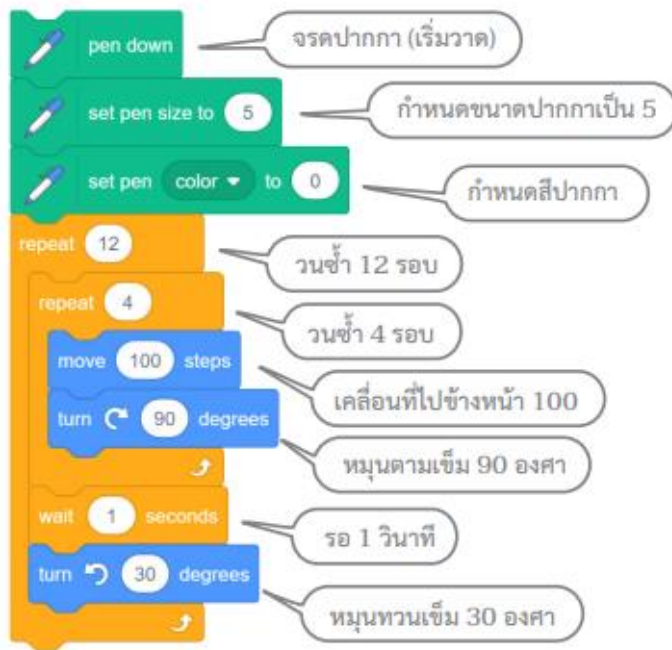 pen down
จรดปากกา (เริ่มวาด)
set pen size to 5
กำหนดขนาดปากกาเป็น 5
set pen color to 0
กำหนดสีปากกา
repeat 12
วนซ้ำ 12 รอบ
repeat 4
วนซ้ำ 4 รอบ
move 100 steps
เคลื่อนที่ไปข้างหน้า 100
turn 90 degrees
หมุนตามเข็ม 90 องศา
wait 1 seconds
รอ 1 วินาที
turn 30 degrees
หมุนทวนเข็ม 30 องศา